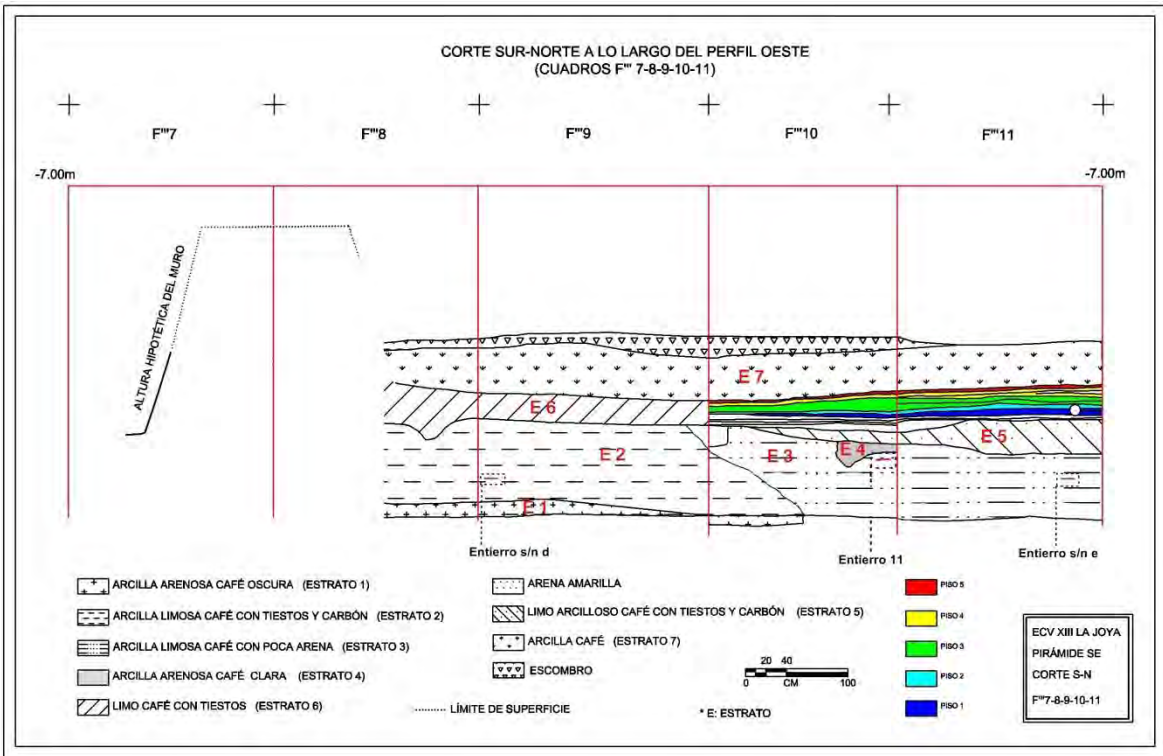 CORTE SUR-NORTE A LO LARGO DEL PERFIL OESTE
(CUADROS F''' 7-8-9-10-11)
F'''7
F'''8
F'''9
F'''10
F'''11
-7.00m
-7.00m
ALTURA HIPOTÉTICA DEL MURO
E 7
E 6
E 5
E 2
E 3
E 4
E 1
Entierro s/n d
Entierro 11
Entierro s/n e
ARCILLA ARENOSA CAFÉ OSCURA (ESTRATO 1)
ARCILLA LIMOSA CAFÉ CON TIESTOS Y CARBÓN (ESTRATO 2)
ARCILLA LIMOSA CAFÉ CON POCA ARENA (ESTRATO 3)
ARCILLA ARENOSA CAFÉ CLARA (ESTRATO 4)
LIMO CAFÉ CON TIESTOS (ESTRATO 6)
ARENA AMARILLA
LIMO ARCILLOSO CAFÉ CON TIESTOS Y CARBÓN (ESTRATO 5)
ARCILLA CAFÉ (ESTRATO 7)
ESCOMBRO
LÍMITE DE SUPERFICIE
20 40
0 CM 100
* E: ESTRATO
PISO 5
PISO 4
PISO 3
PISO 2
PISO 1
ECV XIII LA JOYA
PIRÁMIDE SE
CORTE S-N
F'''7-8-9-10-11